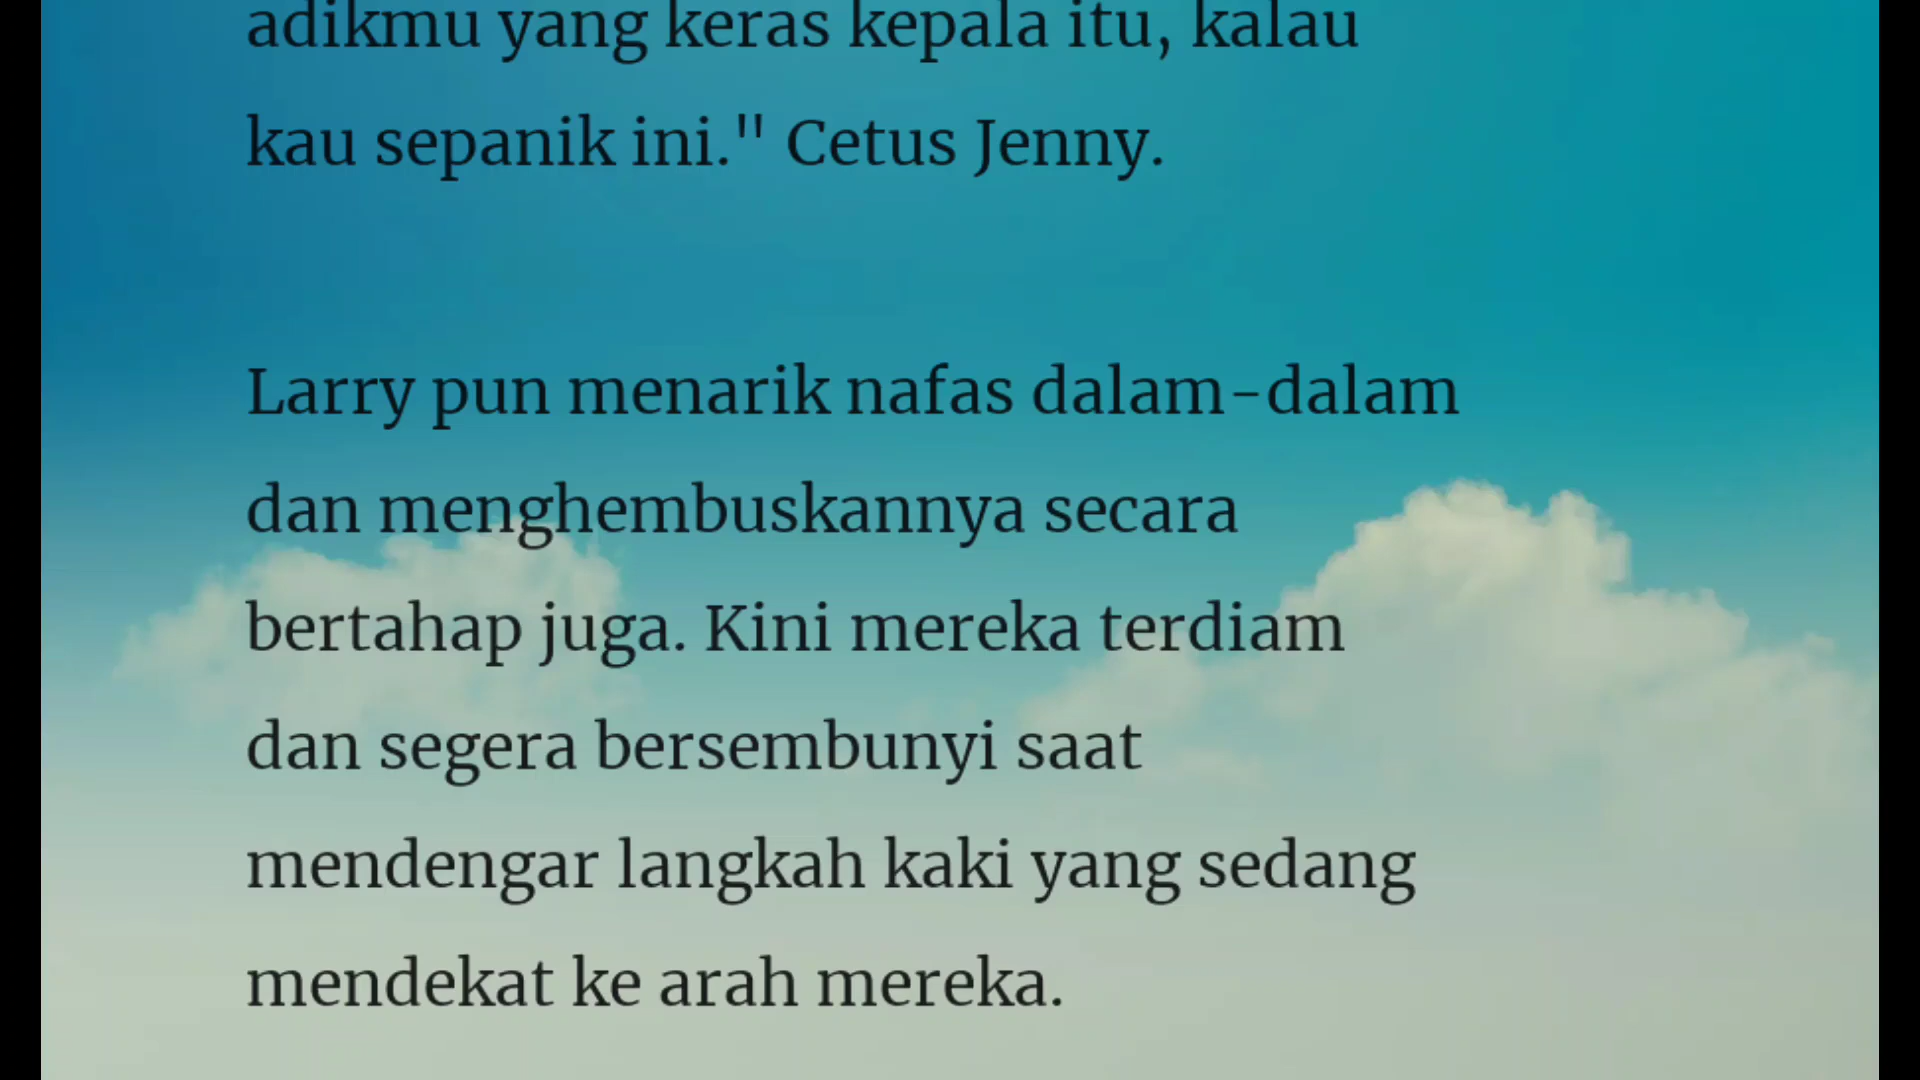 adikmu yang keras kepala itu, kalau
kau sepanik ini." Cetus Jenny.
Larry pun menarik nafas dalam-dalam
dan menghembuskannya secara
bertahap juga. Kini mereka terdiam
dan segera bersembunyi saat
mendengar langkah kaki yang sedang
mendekat ke arah mereka.